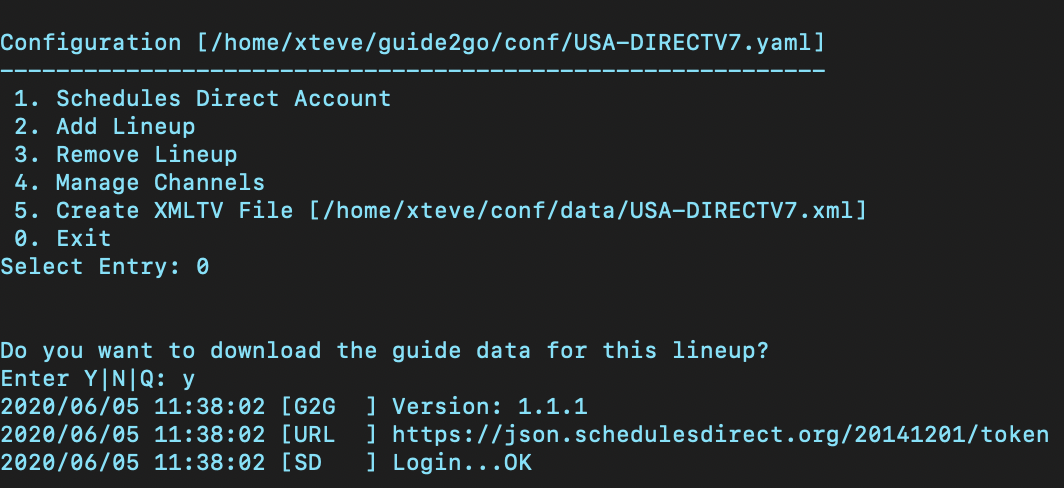 Configuration [/home/xteve/guide2go/conf/USA-DIRECTV7.yaml]
-----------------------------------------------------------
1. Schedules Direct Account
2. Add Lineup
3. Remove Lineup
4. Manage Channels
5. Create XMLTV File [/home/xteve/conf/data/USA-DIRECTV7.xml]
0. Exit
Select Entry: 0
Do you want to download the guide data for this lineup?
Enter Y|N|Q: y
2020/06/05 11:38:02 [G2G  ] Version: 1.1.1
2020/06/05 11:38:02 [URL  ] https://json.schedulesdirect.org/20141201/token
2020/06/05 11:38:02 [SD   ] Login...OK